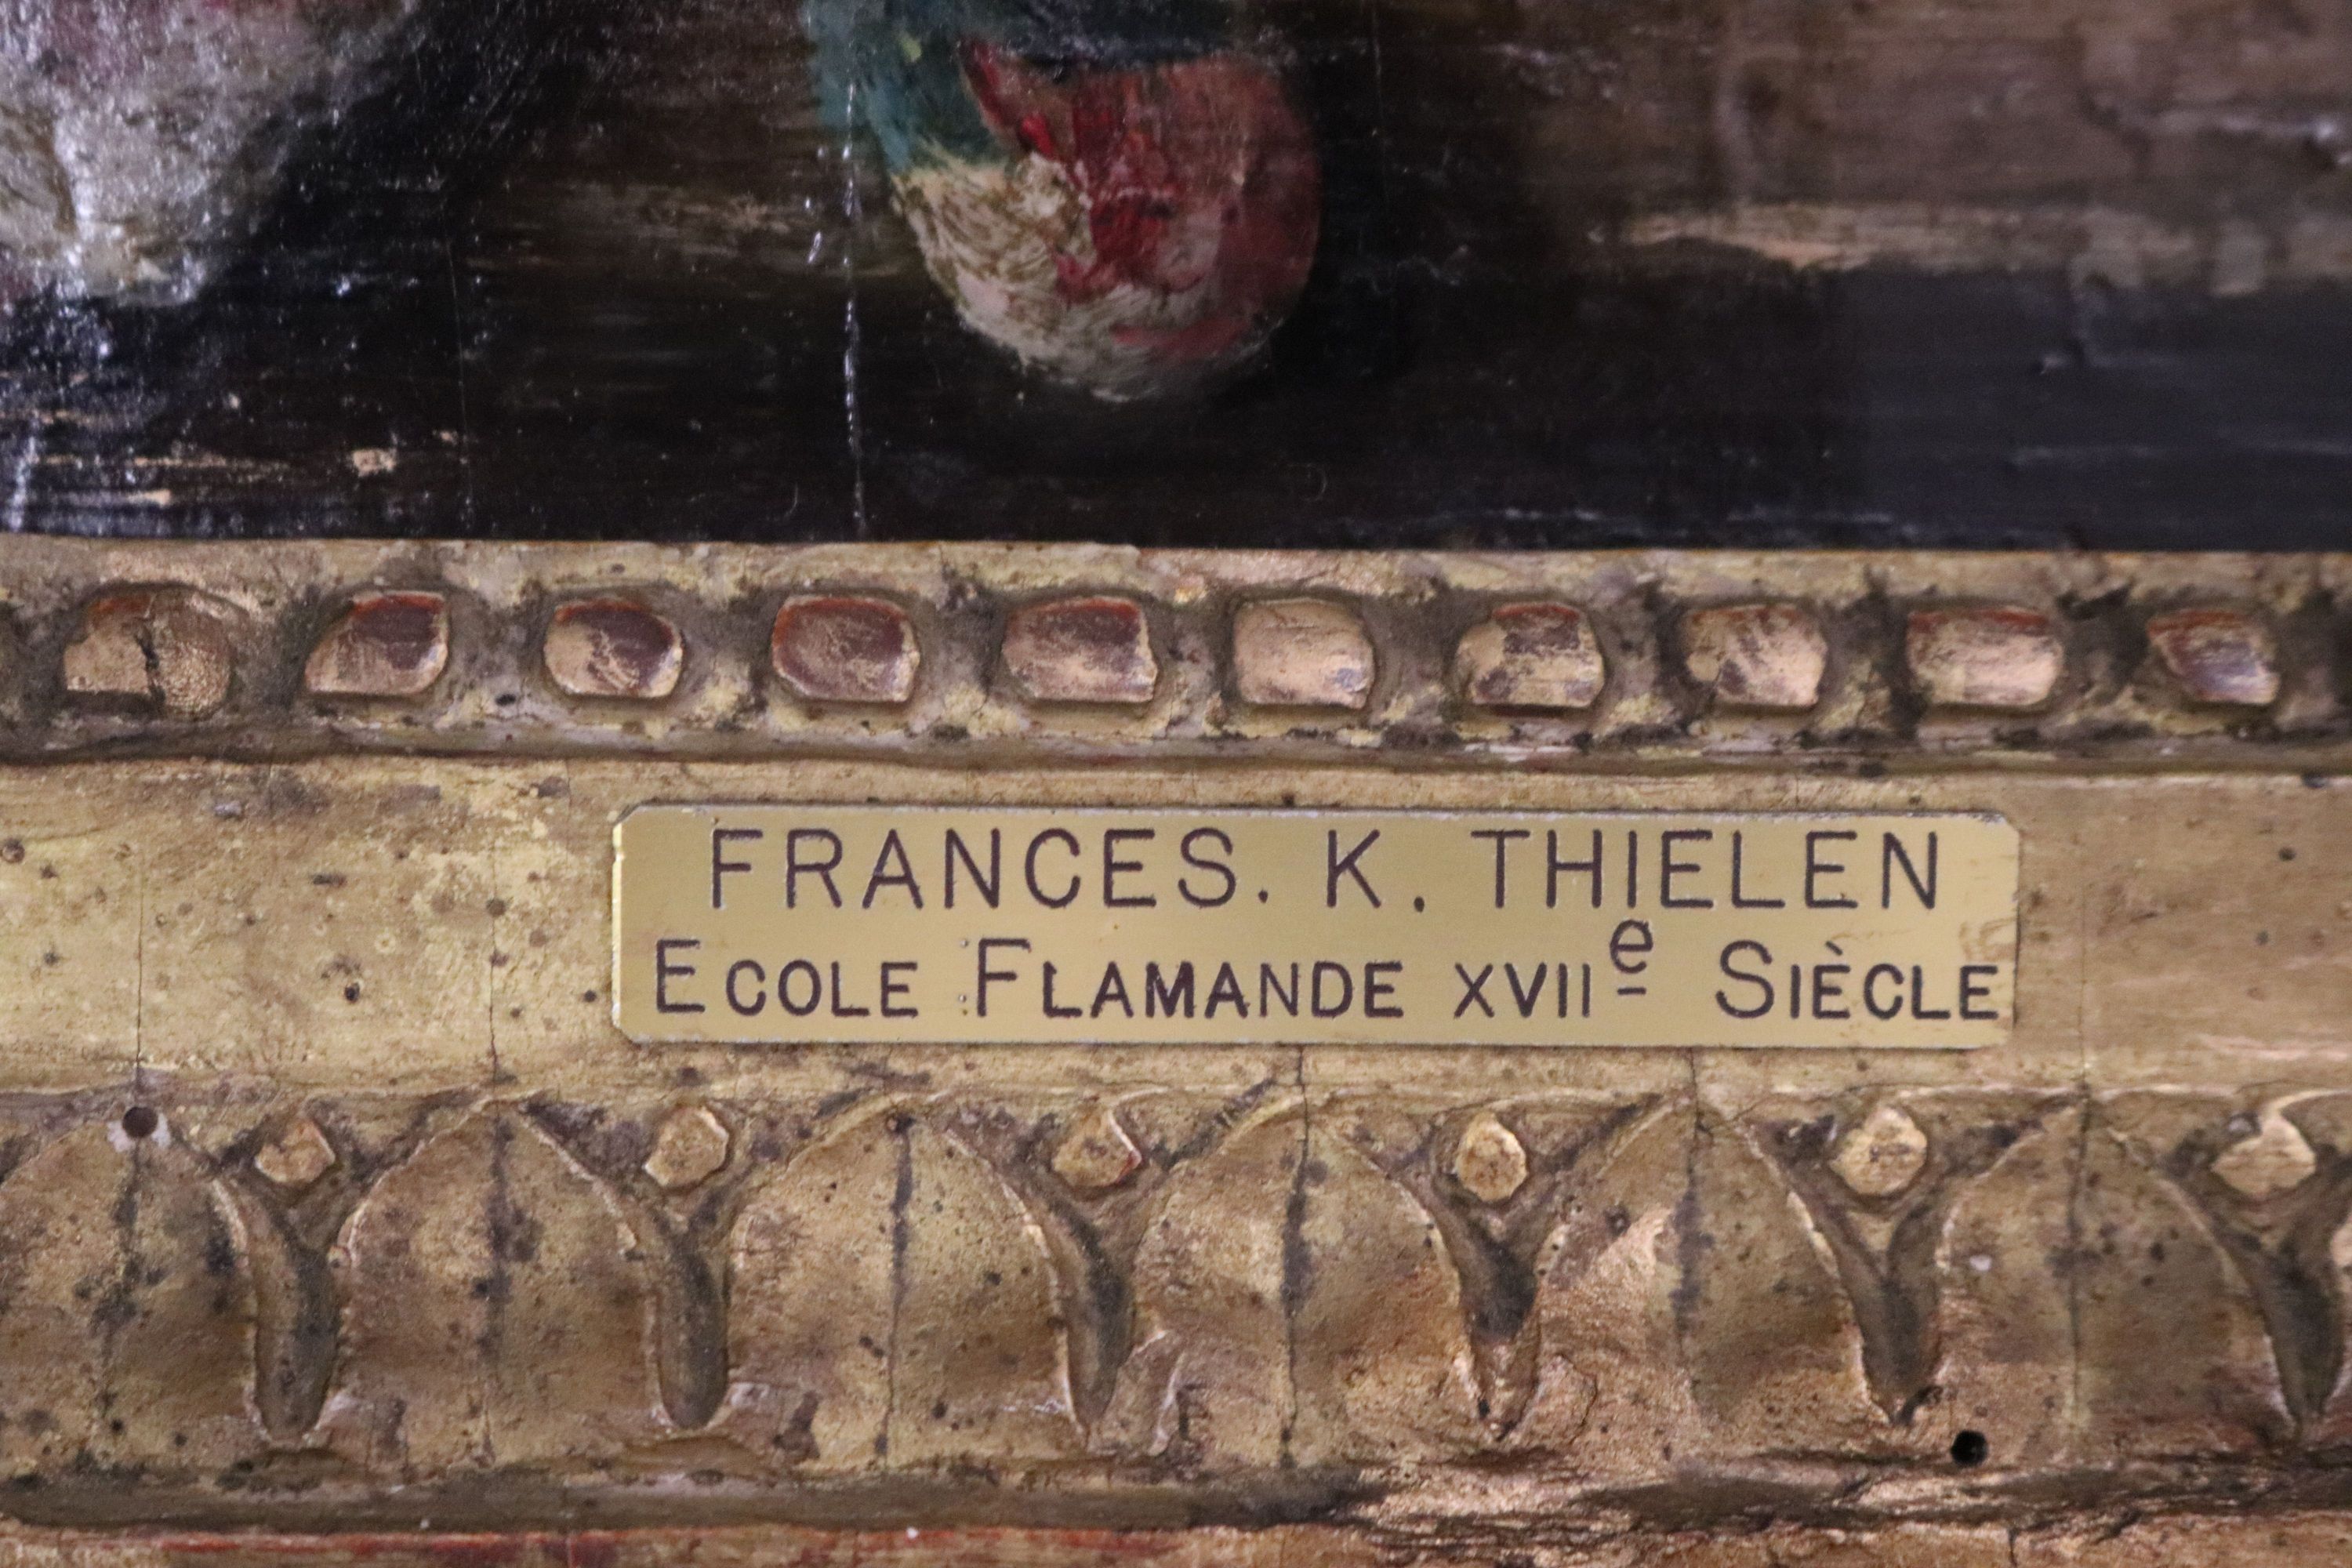 FRANCES. K. THIELEN
ECOLE FLAMANDE XVIIe SIÈCLE